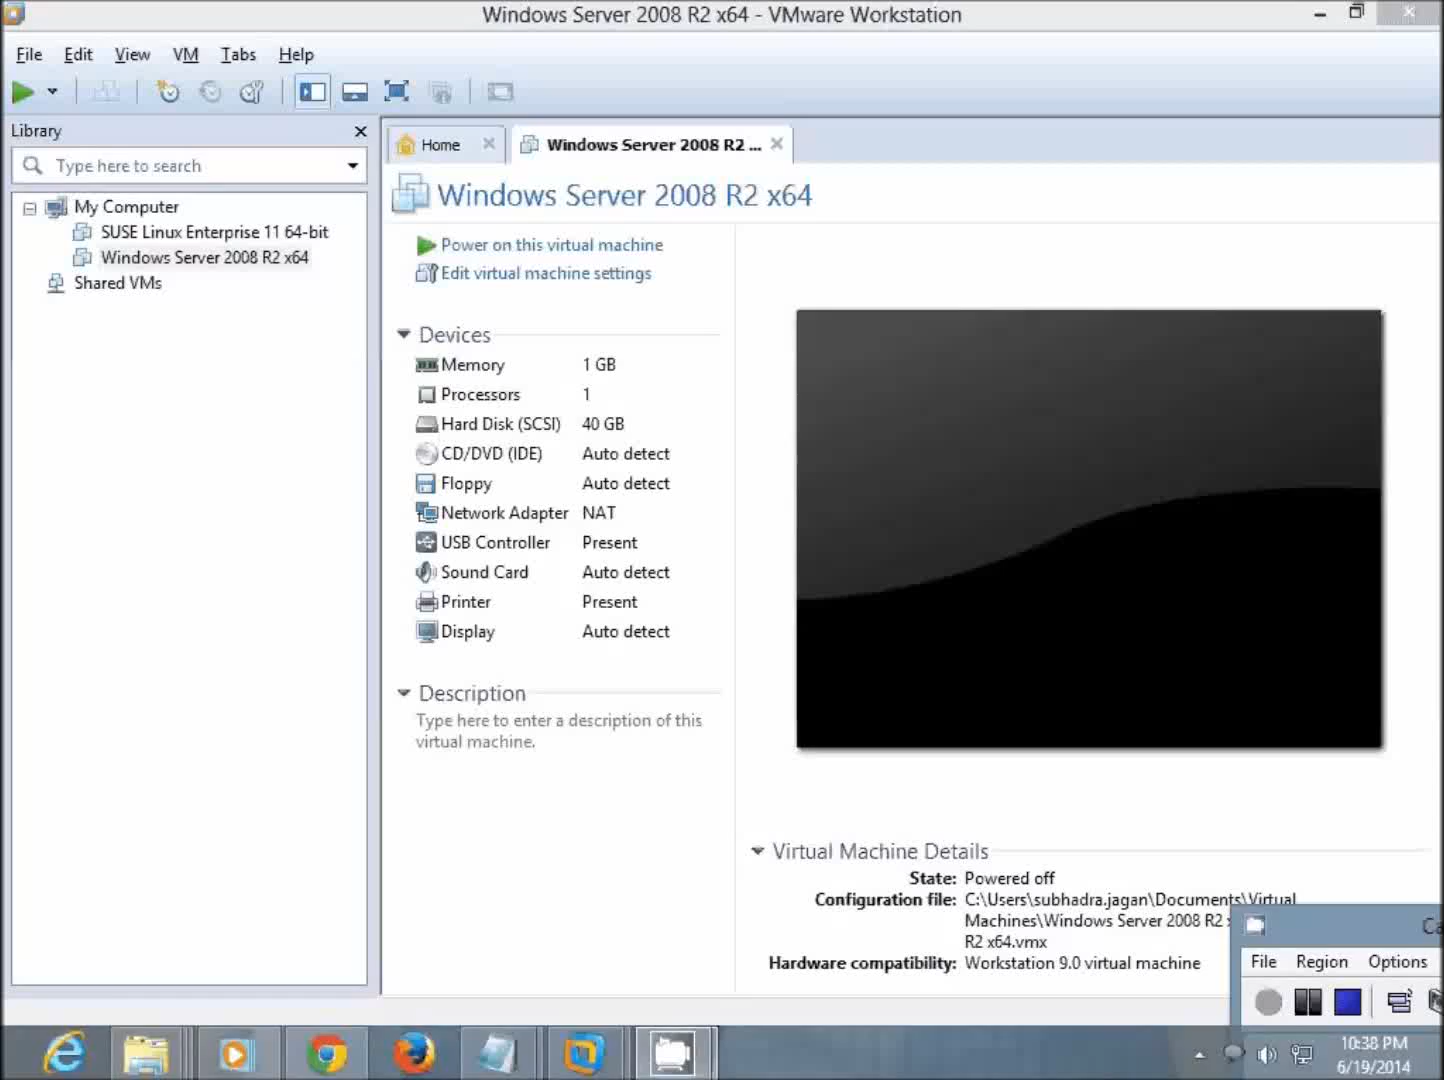 Windows Server 2008 R2 x64 - VMware Workstation
File Edit View VM Tabs Help
Library
Home
Windows Server 2008 R2 ...
Type here to search
My Computer
SUSE Linux Enterprise 11 64-bit
Windows Server 2008 R2 x64
Shared VMs
Windows Server 2008 R2 x64
Power on this virtual machine
Edit virtual machine settings
Devices
Memory 1 GB
Processors 1
Hard Disk (SCSI) 40 GB
CD/DVD (IDE) Auto detect
Floppy Auto detect
Network Adapter NAT
USB Controller Present
Sound Card Auto detect
Printer Present
Display Auto detect
Description
Type here to enter a description of this
virtual machine.
Virtual Machine Details
State: Powered off
Configuration file: C:\Users\subhadra.jagan\Documents\Virtual
Machines\Windows Server 2008 R2
R2 x64.vmx
Hardware compatibility: Workstation 9.0 virtual machine
File Region Options
10:38 PM
6/19/2014